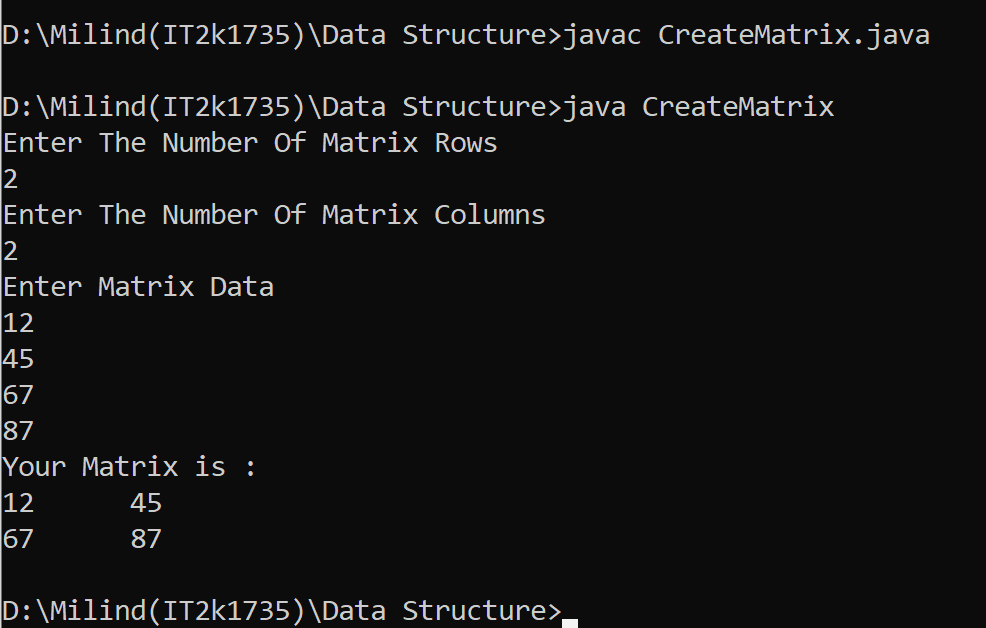 D:\Milind(IT2k1735)\Data Structure>javac CreateMatrix.java
D:\Milind(IT2k1735)\Data Structure>java CreateMatrix
Enter The Number Of Matrix Rows
2
Enter The Number Of Matrix Columns
2
Enter Matrix Data
12
45
67
87
Your Matrix is :
12      45
67      87
D:\Milind(IT2k1735)\Data Structure>